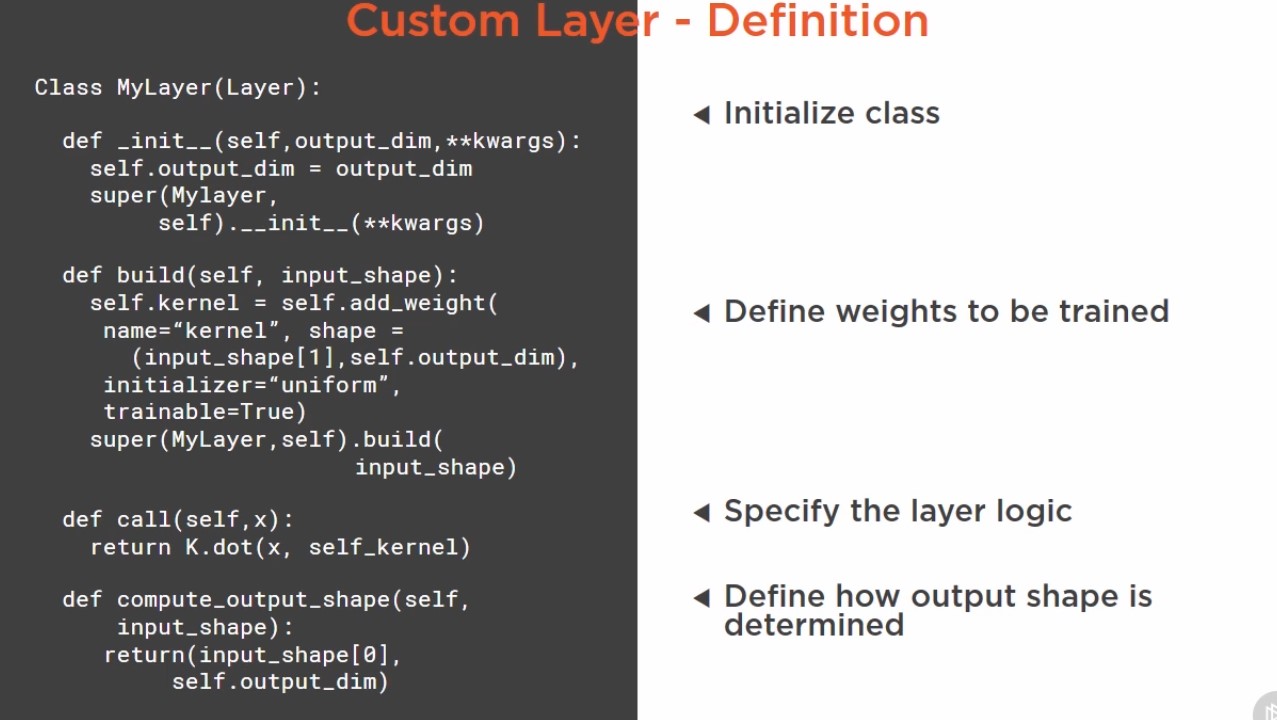 Custom Layer - Definition
Class MyLayer(Layer):
def _init__(self,output_dim,**kwargs):
self.output_dim = output_dim
super(Mylayer,
self).__init__(**kwargs)
def build(self, input_shape):
self.kernel = self.add_weight(
name=“kernel”, shape =
(input_shape[1],self.output_dim),
initializer=“uniform”,
trainable=True)
super(MyLayer,self).build(
input_shape)
def call(self,x):
return K.dot(x, self_kernel)
def compute_output_shape(self,
input_shape):
return(input_shape[0],
self.output_dim)
◄ Initialize class
◄ Define weights to be trained
◄ Specify the layer logic
◄ Define how output shape is
determined